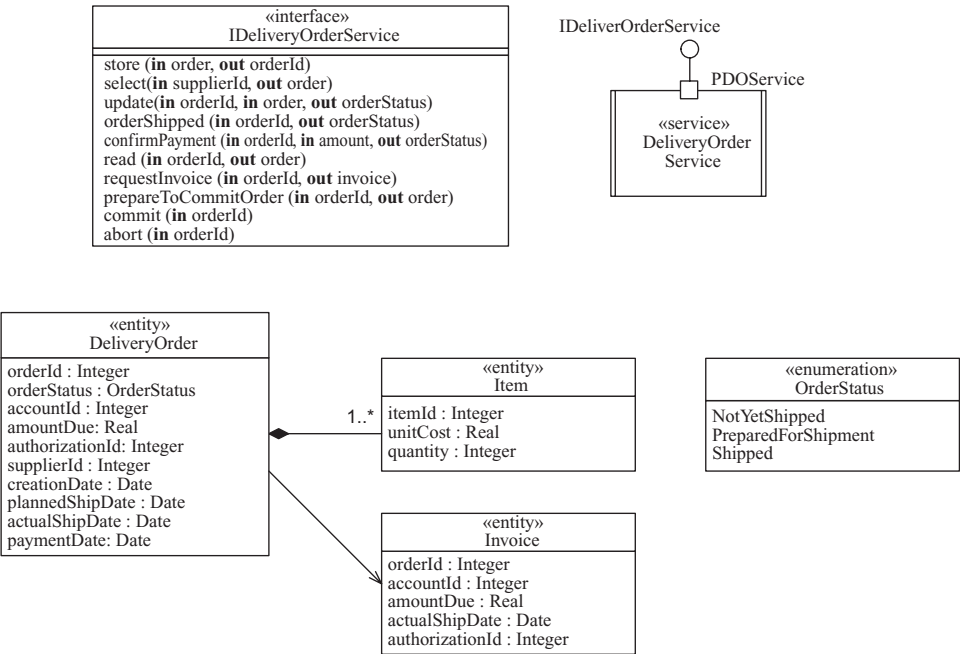 «interface»
IDeliveryOrderService
store (in order, out orderId)
select(in supplierId, out order)
update(in orderId, in order, out orderStatus)
orderShipped (in orderId, out orderStatus)
confirmPayment (in orderId, in amount, out orderStatus)
read (in orderId, out order)
requestInvoice (in orderId, out invoice)
prepareToCommitOrder (in orderId, out order)
commit (in orderId)
abort (in orderId)
IDeliverOrderService
PDOService
«service»
DeliveryOrder
Service
«entity»
DeliveryOrder
orderId : Integer
orderStatus : OrderStatus
accountId : Integer
amountDue: Real
authorizationId: Integer
supplierId : Integer
creationDate : Date
plannedShipDate : Date
actualShipDate : Date
paymentDate: Date
1..*
«entity»
Item
itemId : Integer
unitCost : Real
quantity : Integer
«enumeration»
OrderStatus
NotYetShipped
PreparedForShipment
Shipped
«entity»
Invoice
orderId : Integer
accountId : Integer
amountDue : Real
actualShipDate : Date
authorizationId : Integer